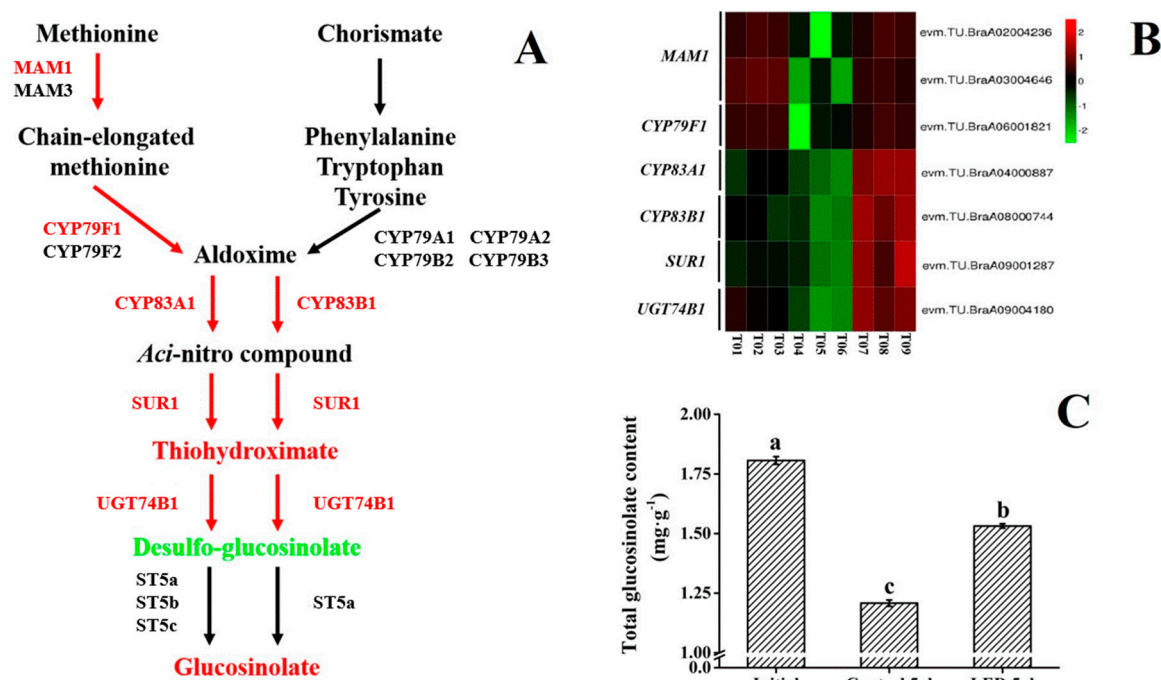 A
Methionine
Chorismate
MAM1
MAM3
Chain-elongated
methionine
Phenylalanine
Tryptophan
Tyrosine
CYP79F1
CYP79F2
CYP79A1 CYP79A2
CYP79B2 CYP79B3
Aldoxime
CYP83A1
CYP83B1
Aci-nitro compound
SUR1
SUR1
Thiohydroximate
UGT74B1
UGT74B1
Desulfo-glucosinolate
ST5a
ST5b
ST5c
ST5a
Glucosinolate
B
MAM1
CYP79F1
CYP83A1
CYP83B1
SUR1
UGT74B1
evm.TU.BraA02004236
evm.TU.BraA03004646
evm.TU.BraA06001821
evm.TU.BraA04000887
evm.TU.BraA08000744
evm.TU.BraA09001287
evm.TU.BraA09004180
2
1
0
-1
-2
T01
T02
T03
T04
T05
T06
T07
T08
T09
C
Total glucosinolate content
(mg·g-1)
2.00
1.75
1.50
1.25
1.00
0.0
a
c
b